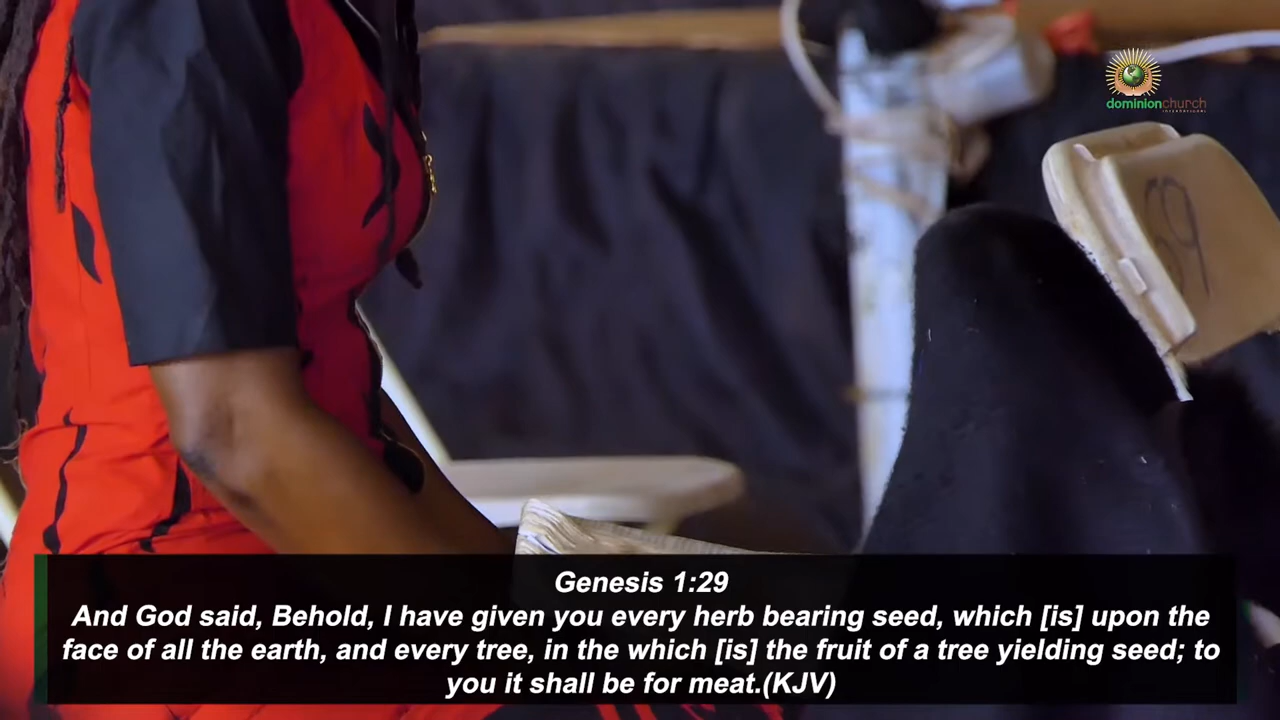 dominionchurch
INTERNATIONAL
39
Genesis 1:29
And God said, Behold, I have given you every herb bearing seed, which [is] upon the
face of all the earth, and every tree, in the which [is] the fruit of a tree yielding seed; to
you it shall be for meat.(KJV)